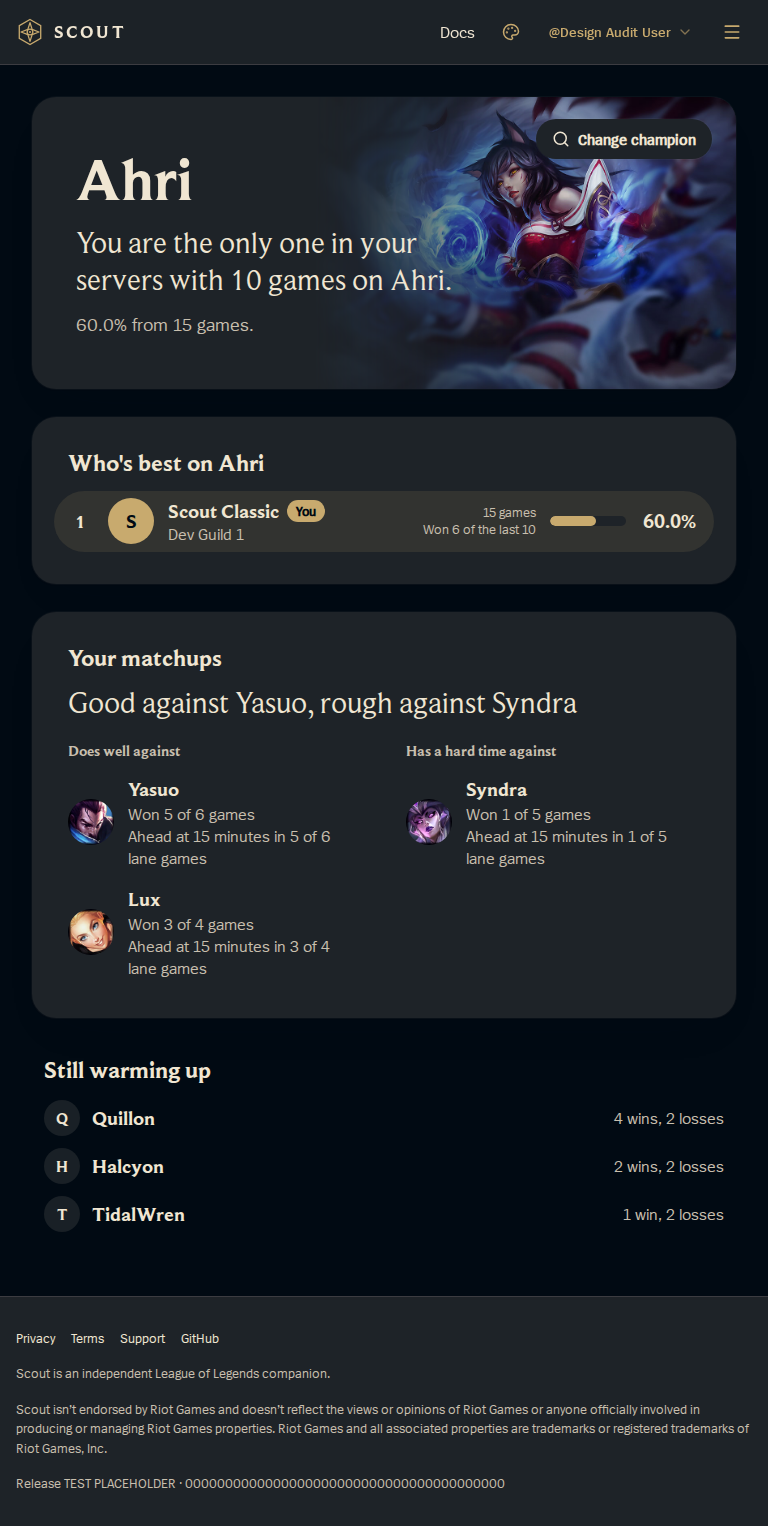 SCOUT
Docs
@Design Audit User
Change champion
Ahri
You are the only one in your
servers with 10 games on Ahri.
60.0% from 15 games.
Who's best on Ahri
1
S
Scout Classic
You
Dev Guild 1
15 games
Won 6 of the last 10
60.0%
Your matchups
Good against Yasuo, rough against Syndra
Does well against
Yasuo
Won 5 of 6 games
Ahead at 15 minutes in 5 of 6
lane games
Lux
Won 3 of 4 games
Ahead at 15 minutes in 3 of 4
lane games
Has a hard time against
Syndra
Won 1 of 5 games
Ahead at 15 minutes in 1 of 5
lane games
Still warming up
Q Quillon 4 wins, 2 losses
H Halcyon 2 wins, 2 losses
T TidalWren 1 win, 2 losses
Privacy Terms Support GitHub
Scout is an independent League of Legends companion.
Scout isn't endorsed by Riot Games and doesn't reflect the views or opinions of Riot Games or anyone officially involved in
producing or managing Riot Games properties. Riot Games and all associated properties are trademarks or registered trademarks of
Riot Games, Inc.
Release TEST PLACEHOLDER · 0000000000000000000000000000000000000000